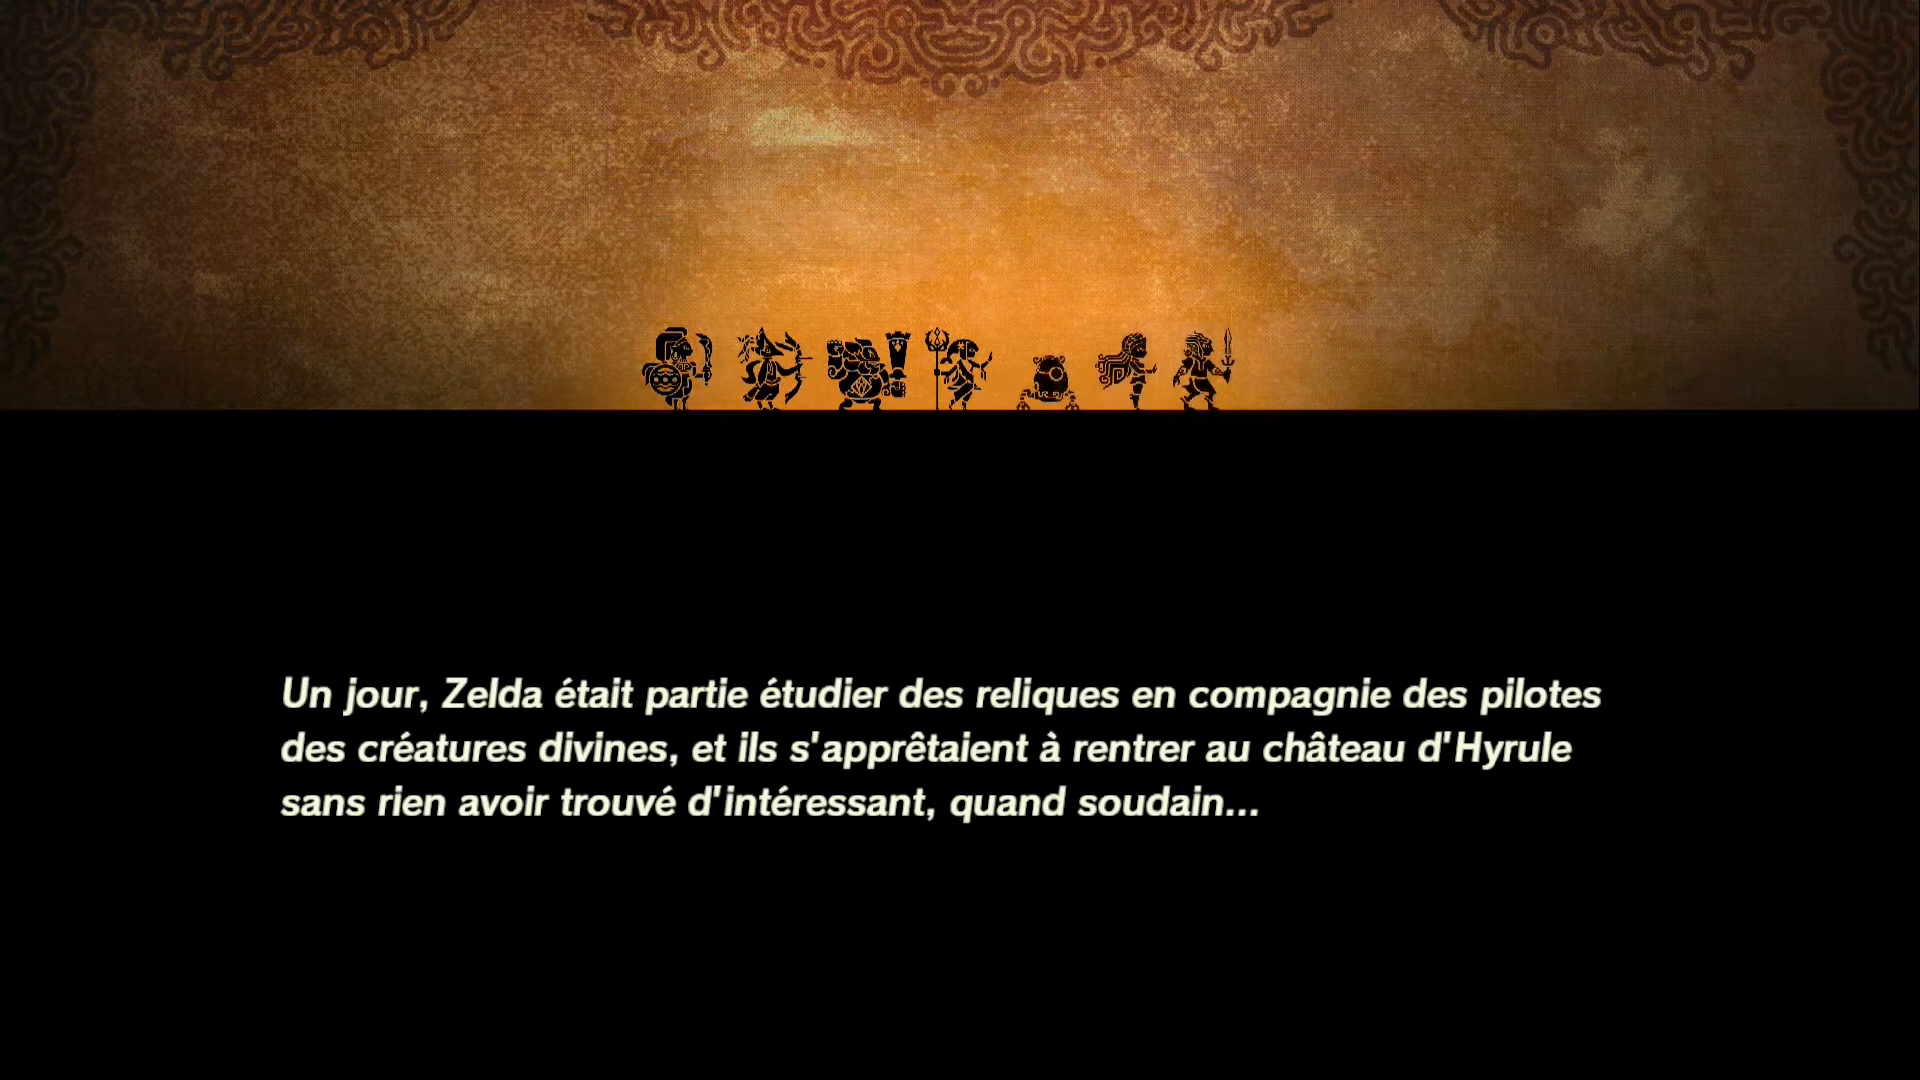 Un jour, Zelda était partie étudier des reliques en compagnie des pilotes
des créatures divines, et ils s'apprêtaient à rentrer au château d'Hyrule
sans rien avoir trouvé d'intéressant, quand soudain...